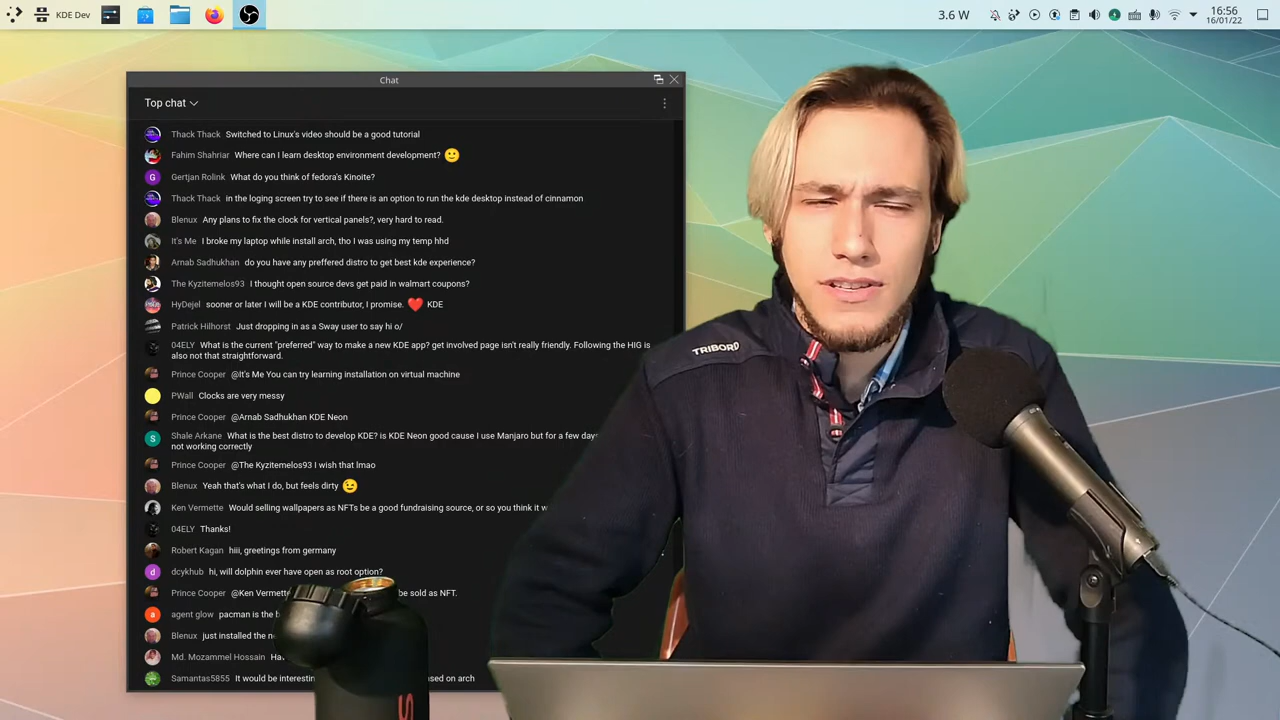 KDE Dev
3.6 W
16:56
16/01/22
Chat
Top chat
Thack Thack Switched to Linux's video should be a good tutorial
Fahim Shahriar Where can I learn desktop environment development? 🙂
G Gertjan Rolink What do you think of fedora's Kinoite?
Thack Thack in the loging screen try to see if there is an option to run the kde desktop instead of cinnamon
Blenux Any plans to fix the clock for vertical panels?, very hard to read.
It's Me I broke my laptop while install arch, tho I was using my temp hhd
Arnab Sadhukhan do you have any preffered distro to get best kde experience?
The Kyzitemelos93 I thought open source devs get paid in walmart coupons?
HyDejel sooner or later I will be a KDE contributor, I promise. ❤️ KDE
Patrick Hilhorst Just dropping in as a Sway user to say hi o/
04ELY What is the current "preferred" way to make a new KDE app? get involved page isn't really friendly. Following the HIG is
also not that straightforward.
Prince Cooper @It's Me You can try learning installation on virtual machine
PWall Clocks are very messy
Prince Cooper @Arnab Sadhukhan KDE Neon
S Shale Arkane What is the best distro to develop KDE? is KDE Neon good cause I use Manjaro but for a few days
not working correctly
Prince Cooper @The Kyzitemelos93 I wish that lmao
Blenux Yeah that's what I do, but feels dirty 😉
Ken Vermette Would selling wallpapers as NFTs be a good fundraising source, or so you think it
04ELY Thanks!
Robert Kagan hiii, greetings from germany
d dcykhub hi, will dolphin ever have open as root option?
Prince Cooper @Ken Vermette be sold as NFT.
a agent glow pacman is the
Blenux just installed the
Md. Mozammel Hossain
Samantas5855 It would be on arch
TRIBORD